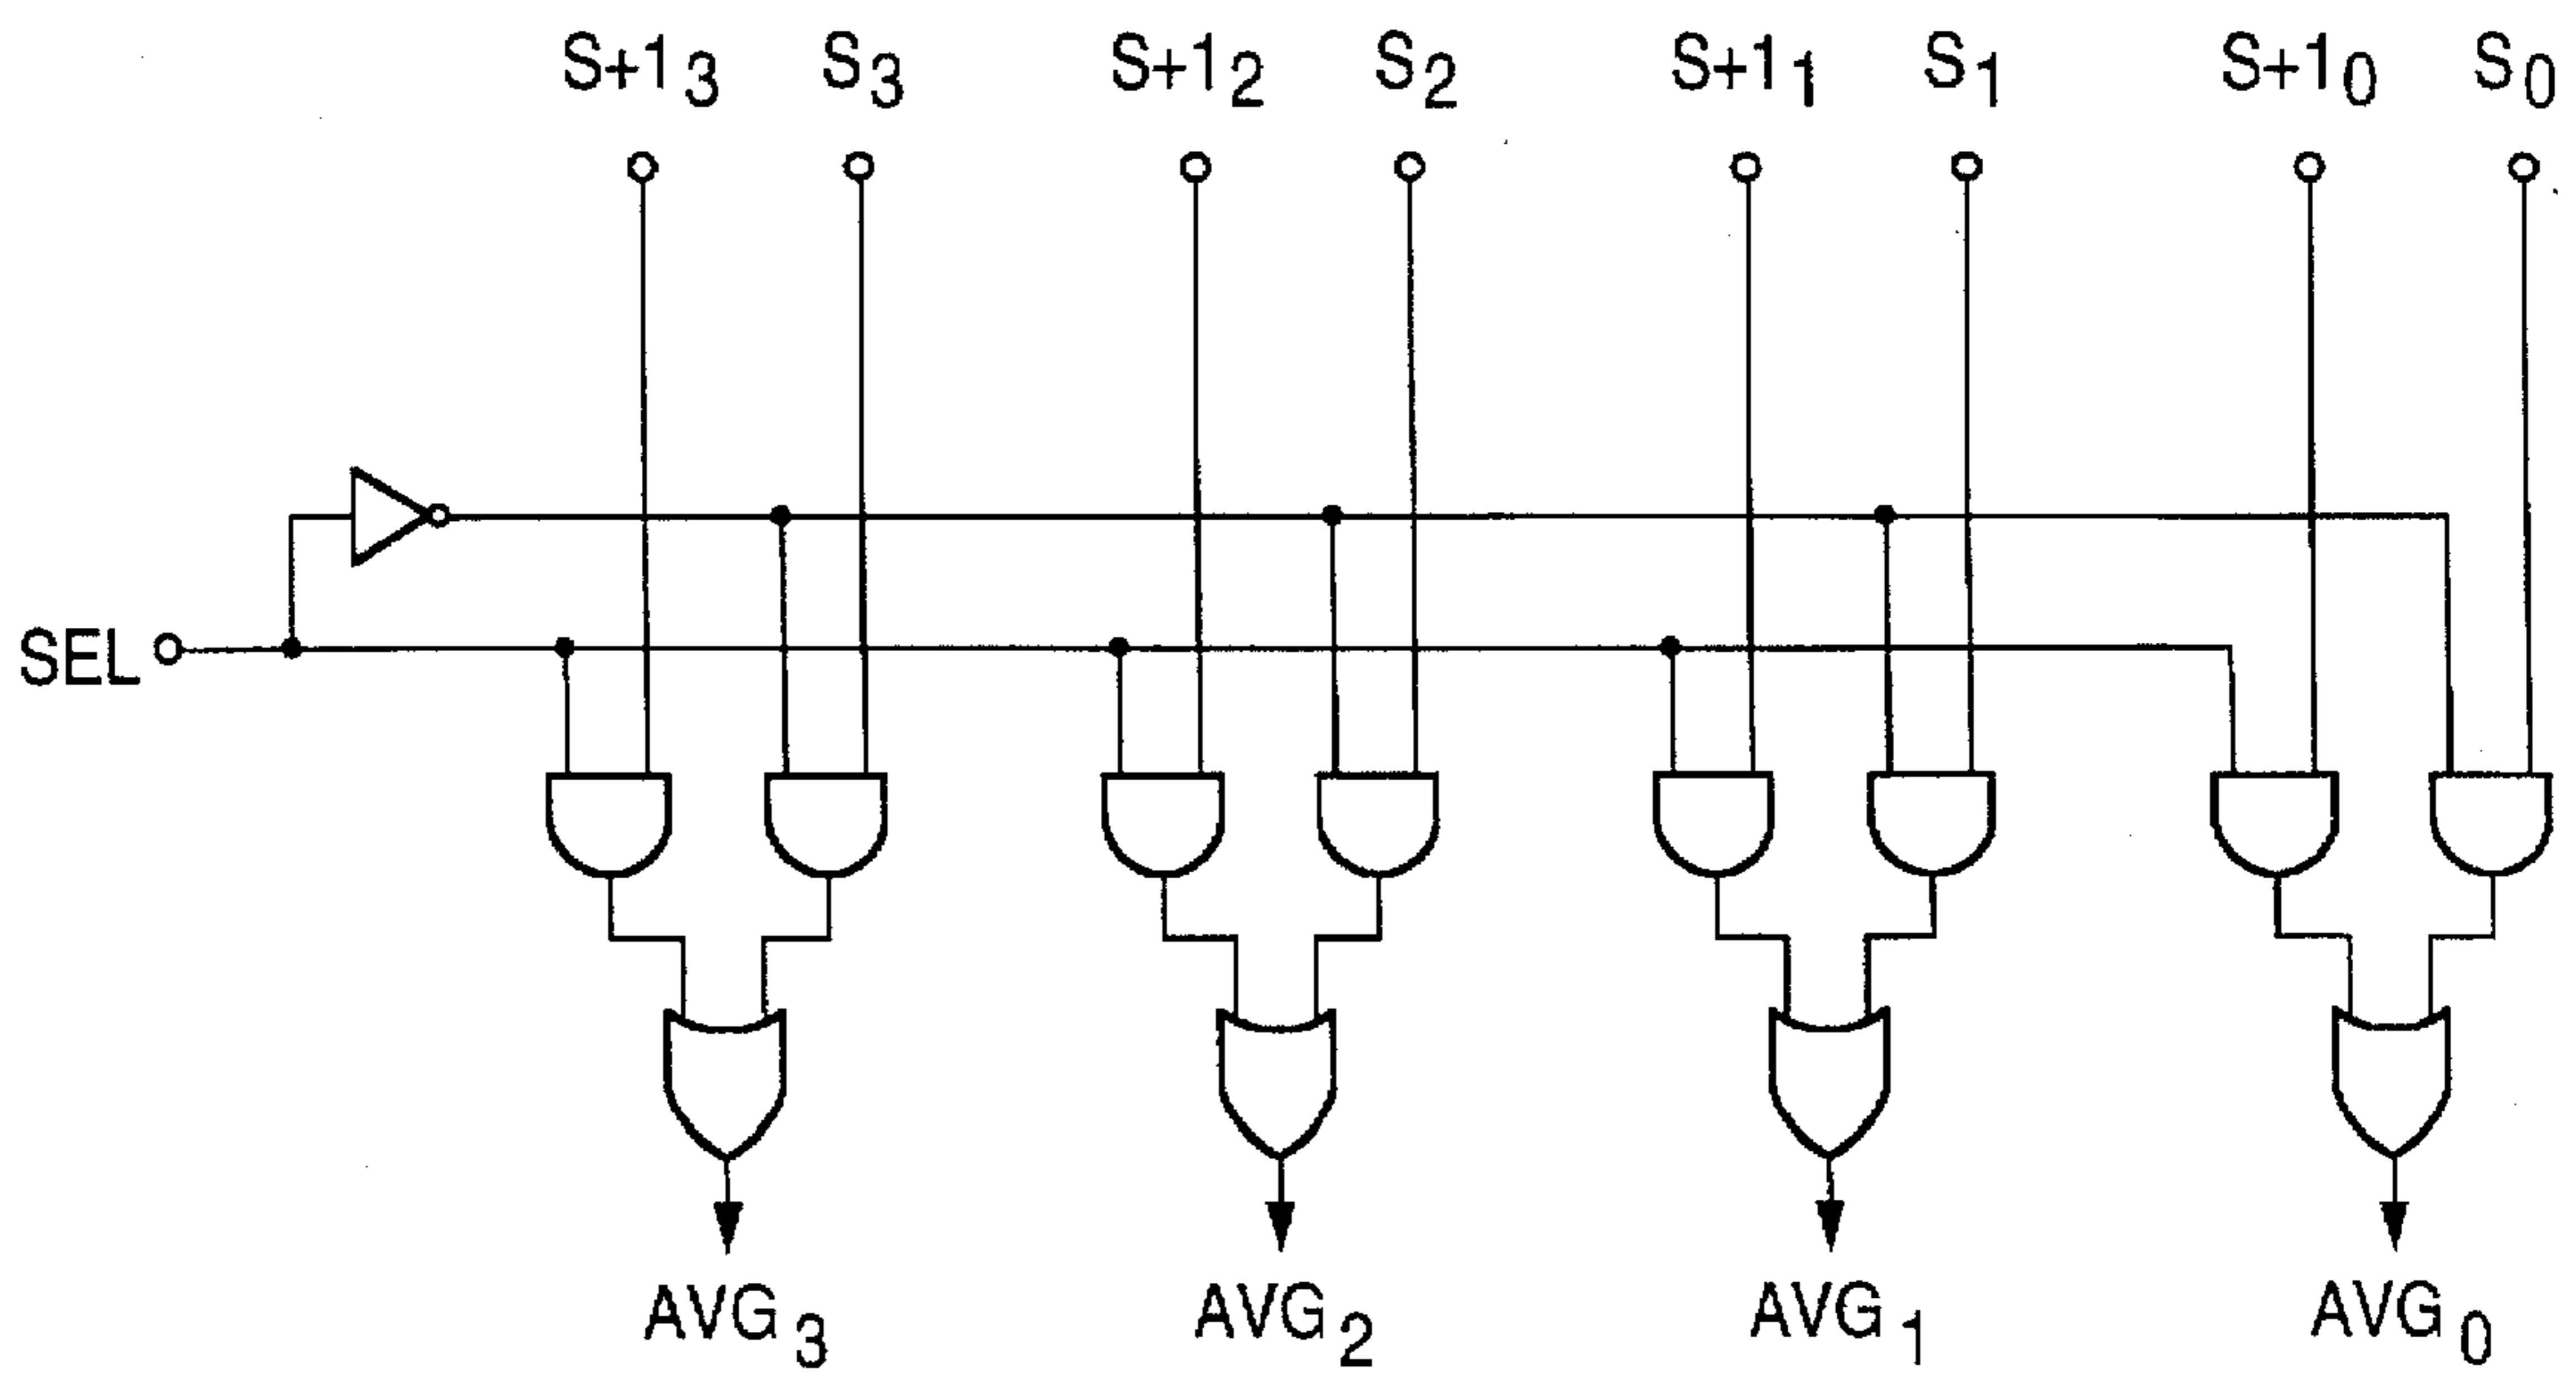 S+1₃ S₃ S+1₂ S₂ S+1₁ S₁ S+1₀ S₀
SEL
AVG₃ AVG₂ AVG₁ AVG₀